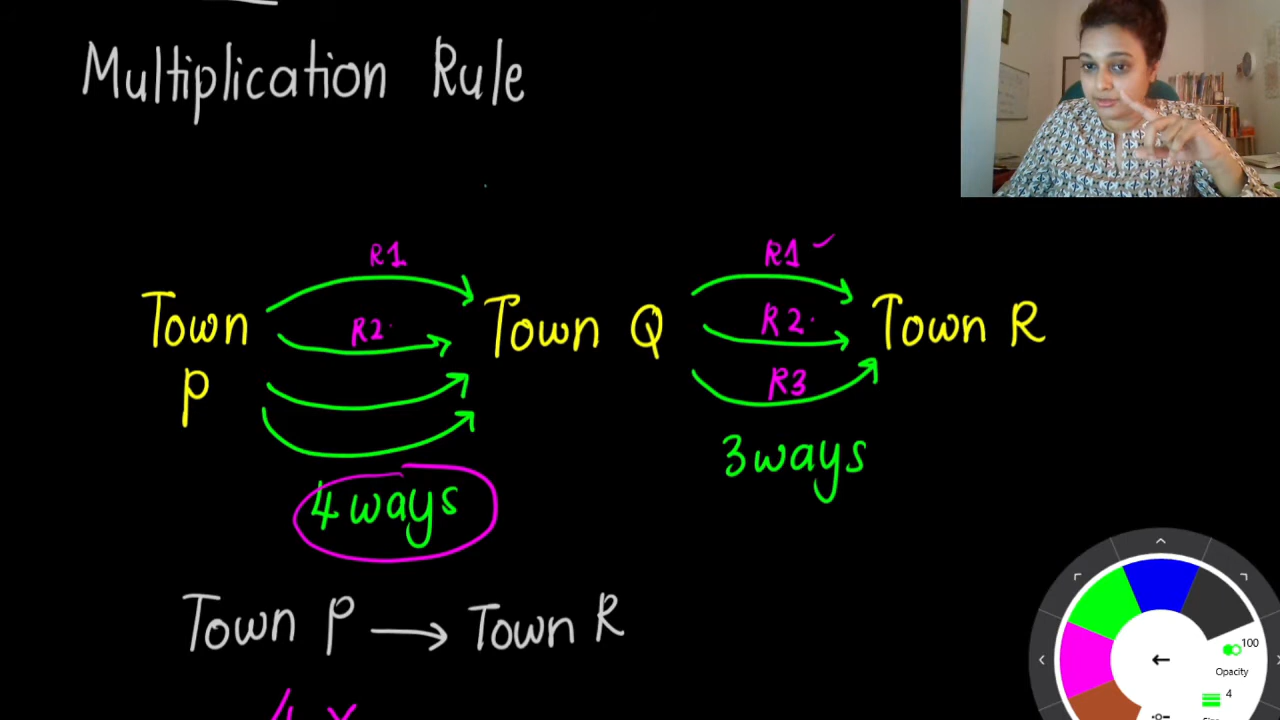 Multiplication Rule
R1 R1
Town R2 Town Q R2 Town R
P R3
3 ways
4 ways
Town P → Town R
4 x
100
Opacity
4